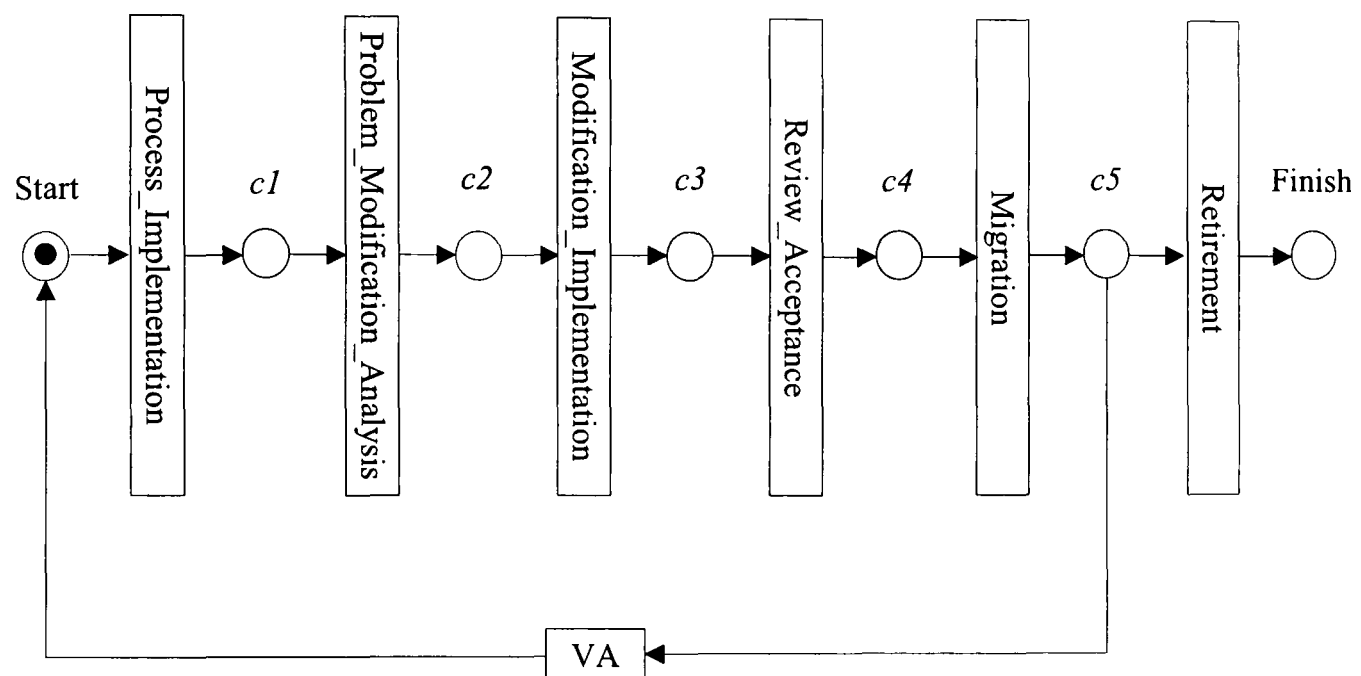 Start
Process_Implementation
c1
Problem_Modification_Analysis
c2
Modification_Implementation
c3
Review_Acceptance
c4
Migration
c5
Retirement
Finish
VA